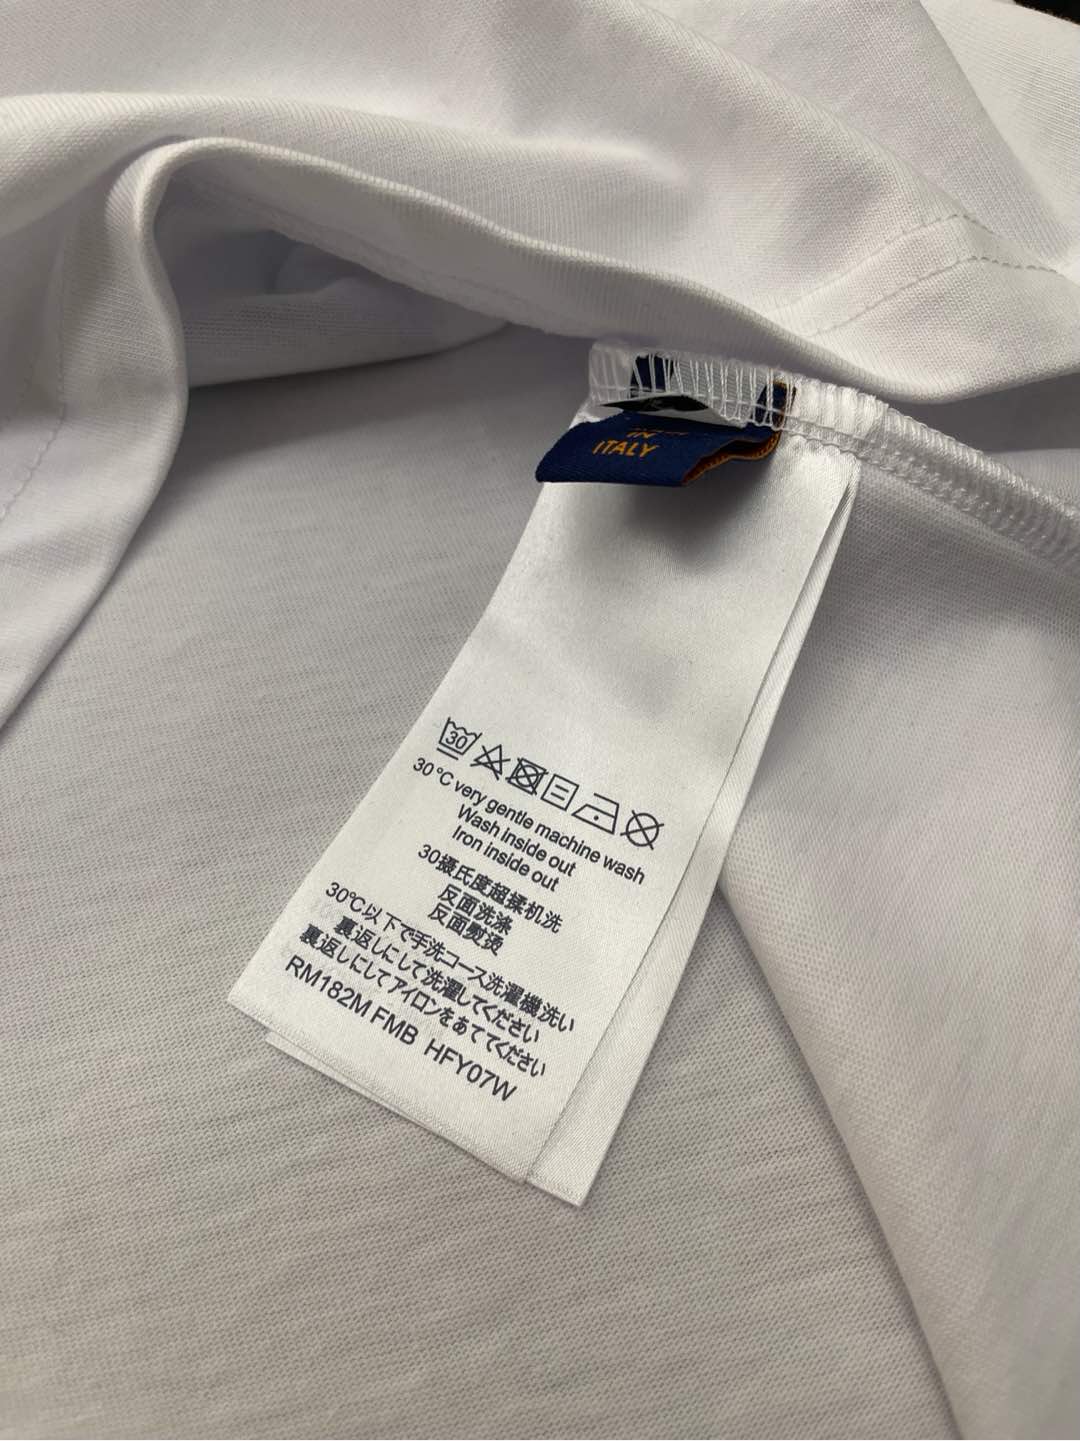 IN
ITALY
30
30°C very gentle machine wash
Wash inside out
Iron inside out
30摄氏度超揉机洗
反面洗涤
反面熨烫
30℃以下で手洗コース洗濯機洗い
裏返しにして洗濯してください
裏返しにしてアイロンをあててください
RM182M FMB HFY07W